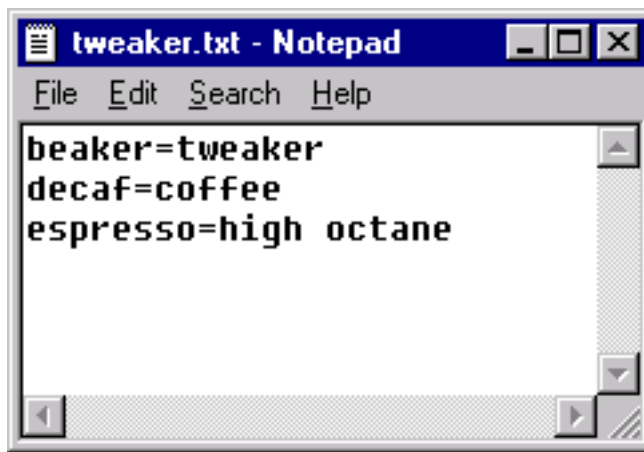 tweaker.txt - Notepad
File Edit Search Help
beaker=tweaker
decaf=coffee
espresso=high octane